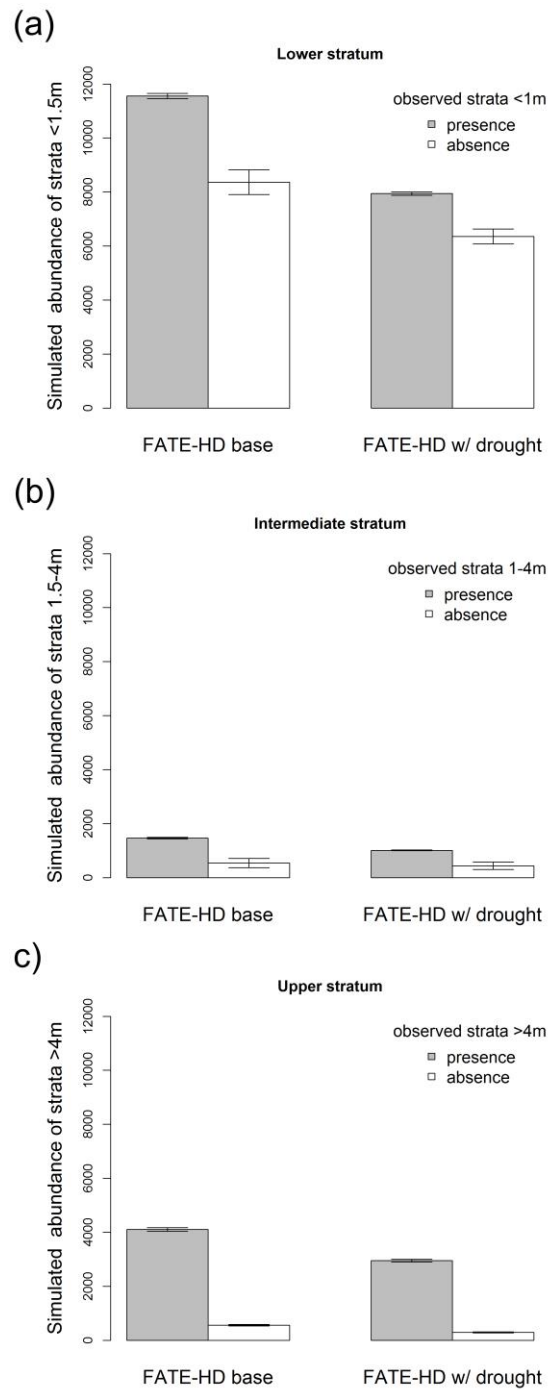 (a)
Lower stratum
Simulated abundance of strata <1.5m
0 2000 4000 6000 8000 10000 12000
observed strata <1m
presence
absence
FATE-HD base FATE-HD w/ drought
(b)
Intermediate stratum
Simulated abundance of strata 1.5-4m
0 2000 4000 6000 8000 10000 12000
observed strata 1-4m
presence
absence
FATE-HD base FATE-HD w/ drought
c)
Upper stratum
Simulated abundance of strata >4m
0 2000 4000 6000 8000 10000 12000
observed strata >4m
presence
absence
FATE-HD base FATE-HD w/ drought